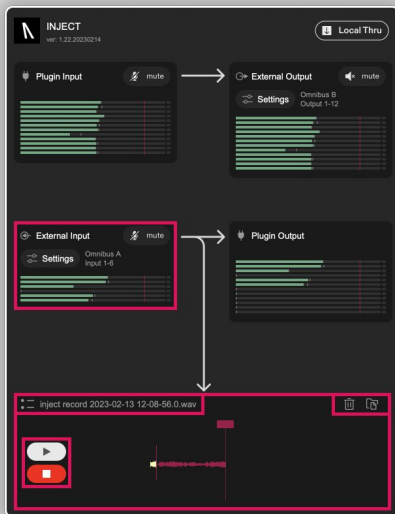 INJECT
ver: 1.22.20230214
Local Thru
Plugin Input
mute
External Output
mute
Settings
Omnibus B
Output 1-12
External Input
mute
Settings
Omnibus A
Input 1-6
Plugin Output
inject record 2023-02-13 12-08-56.0.wav